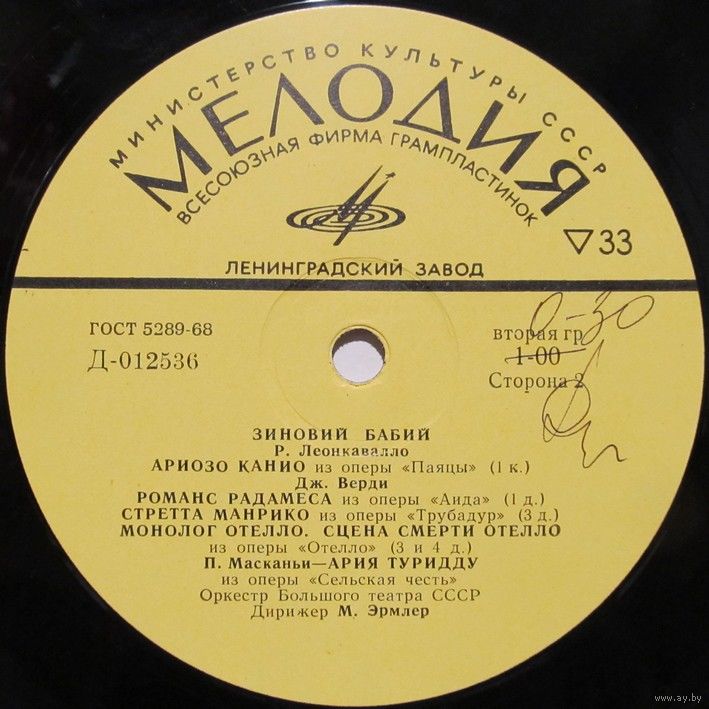 МИНИСТЕРСТВО КУЛЬТУРЫ СССР
МЕЛОДИЯ
ВСЕСОЮЗНАЯ ФИРМА ГРАМПЛАСТИНОК
▽33
ЛЕНИНГРАДСКИЙ ЗАВОД
ГОСТ 5289-68
Д-012536
0-30
вторая гр
1-00
Сторона 2
ЗИНОВИЙ БАБИЙ
Р. Леонкавалло
АРИОЗО КАНИО из оперы «Паяцы» (1 к.)
Дж. Верди
РОМАНС РАДАМЕСА из оперы «Аида» (1 д.)
СТРЕТТА МАНРИКО из оперы «Трубадур» (3 д.)
МОНОЛОГ ОТЕЛЛО. СЦЕНА СМЕРТИ ОТЕЛЛО
из оперы «Отелло» (3 и 4 д.)
П. Масканьи—АРИЯ ТУРИДДУ
из оперы «Сельская честь»
Оркестр Большого театра СССР
Дирижер М. Эрмлер
www.ay.by